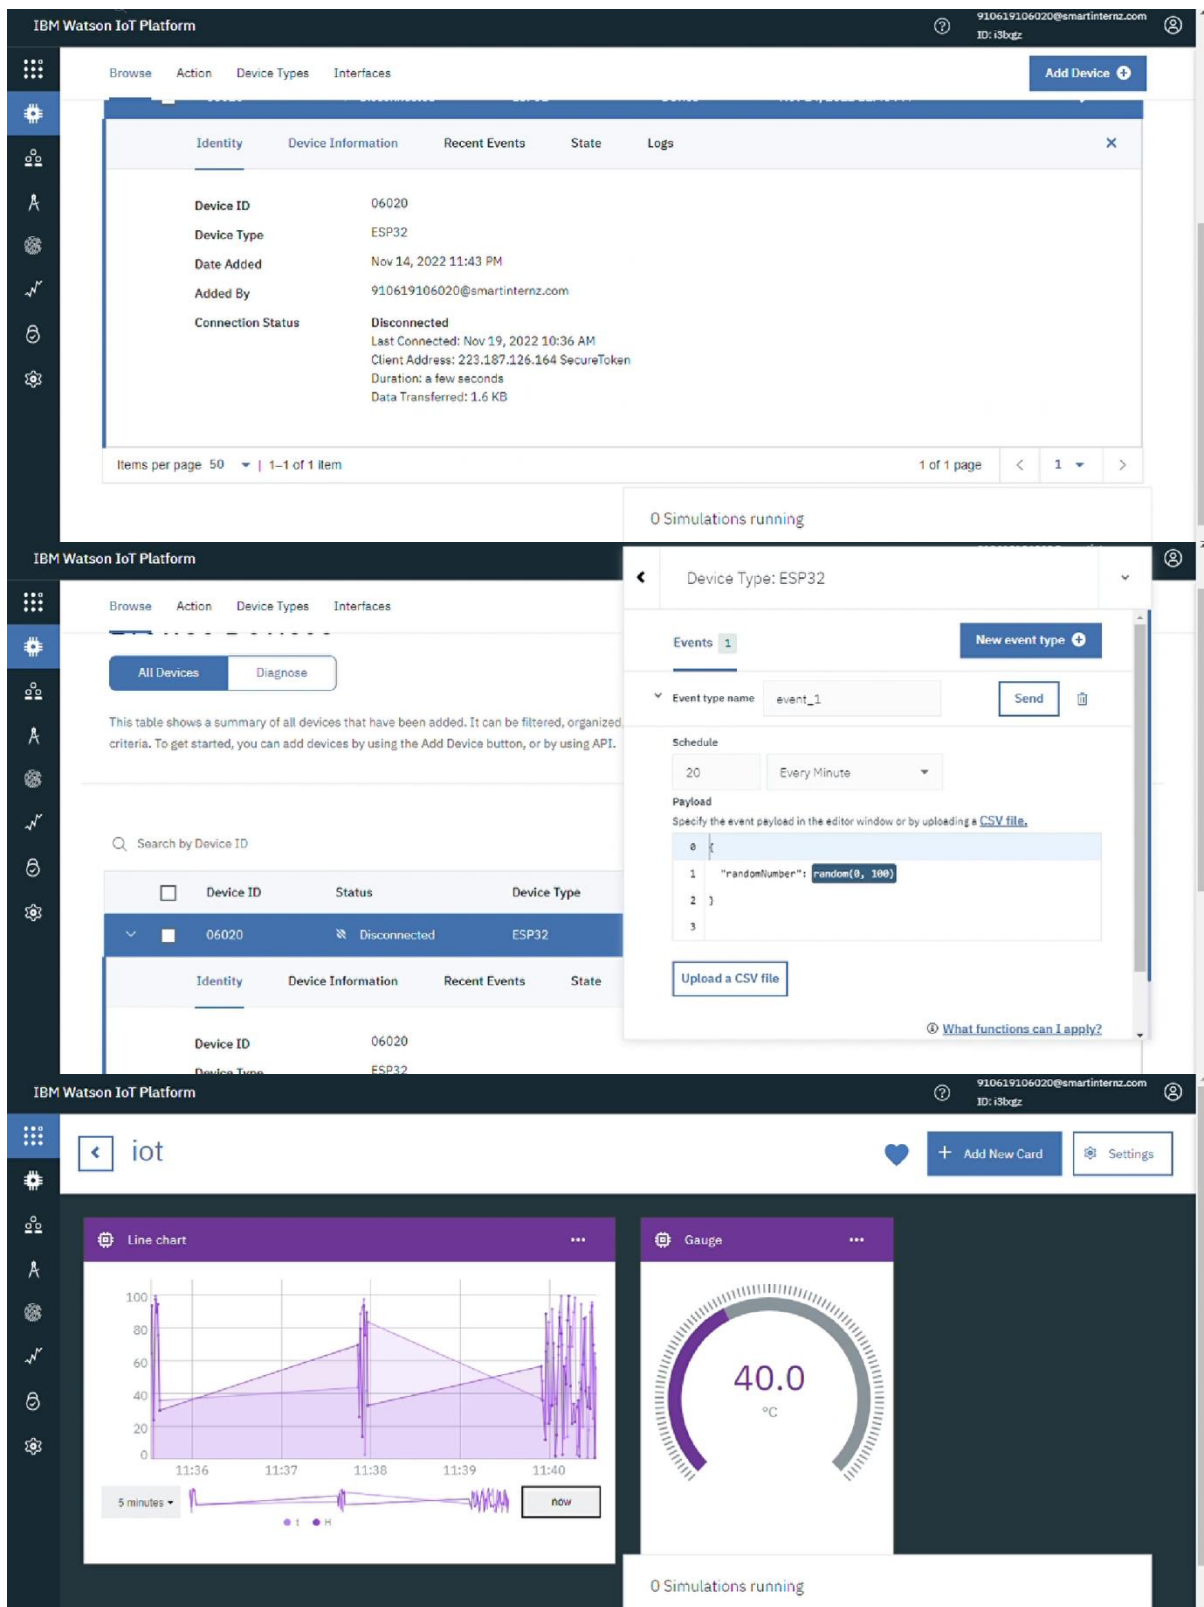 IBM Watson IoT Platform
910619106020@smartinternz.com
ID: i3lxgz
Browse Action Device Types Interfaces
Add Device
Identity Device Information Recent Events State Logs
Device ID 06020
Device Type ESP32
Date Added Nov 14, 2022 11:43 PM
Added By 910619106020@smartinternz.com
Connection Status Disconnected
Last Connected: Nov 19, 2022 10:36 AM
Client Address: 223.187.126.164 SecureToken
Duration: a few seconds
Data Transferred: 1.6 KB
Items per page 50 | 1–1 of 1 item
1 of 1 page < 1 >
0 Simulations running
IBM Watson IoT Platform
Browse Action Device Types Interfaces
All Devices Diagnose
This table shows a summary of all devices that have been added. It can be filtered, organized,
criteria. To get started, you can add devices by using the Add Device button, or by using API.
Search by Device ID
Device ID Status Device Type
06020 Disconnected ESP32
Identity Device Information Recent Events State
Device ID 06020
Device Type ESP32
Device Type: ESP32
Events 1
New event type
Event type name event_1 Send
Schedule
20 Every Minute
Payload
Specify the event payload in the editor window or by uploading a CSV file.
0 {
1 "randomNumber": random(0, 100)
2 }
3
Upload a CSV file
What functions can I apply?
IBM Watson IoT Platform
910619106020@smartinternz.com
ID: i3lxgz
iot
+ Add New Card Settings
Line chart
100
80
60
40
20
0
11:36 11:37 11:38 11:39 11:40
5 minutes now
t H
Gauge
40.0
°C
0 Simulations running